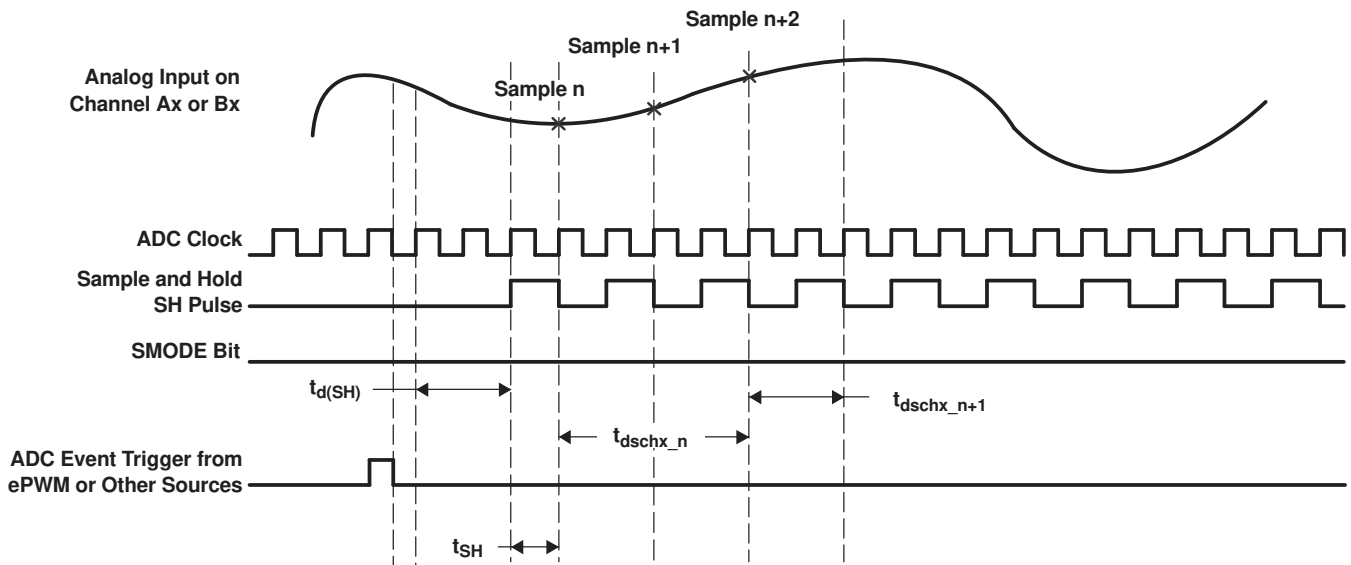 Sample n+2
Sample n+1
Analog Input on
Channel Ax or Bx
Sample n
ADC Clock
Sample and Hold
SH Pulse
SMODE Bit
td(SH)
tdschx_n+1
tdschx_n
ADC Event Trigger from
ePWM or Other Sources
tSH